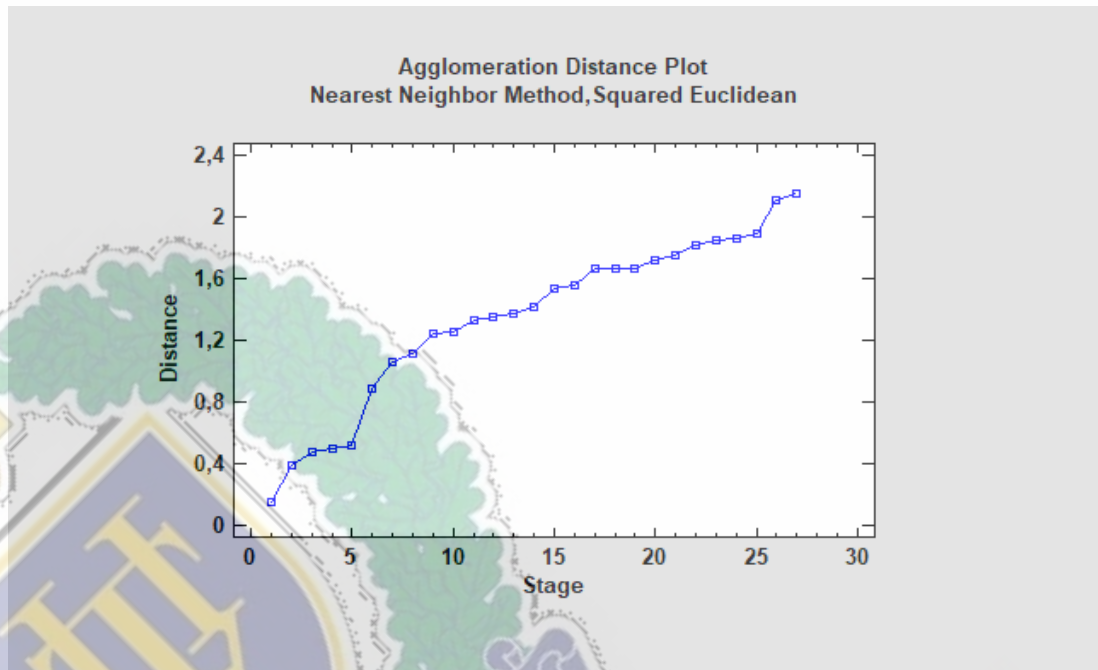 Agglomeration Distance Plot
Nearest Neighbor Method,Squared Euclidean
2,4
2
1,6
1,2
0,8
0,4
0
Distance
0 5 10 15 20 25 30
Stage